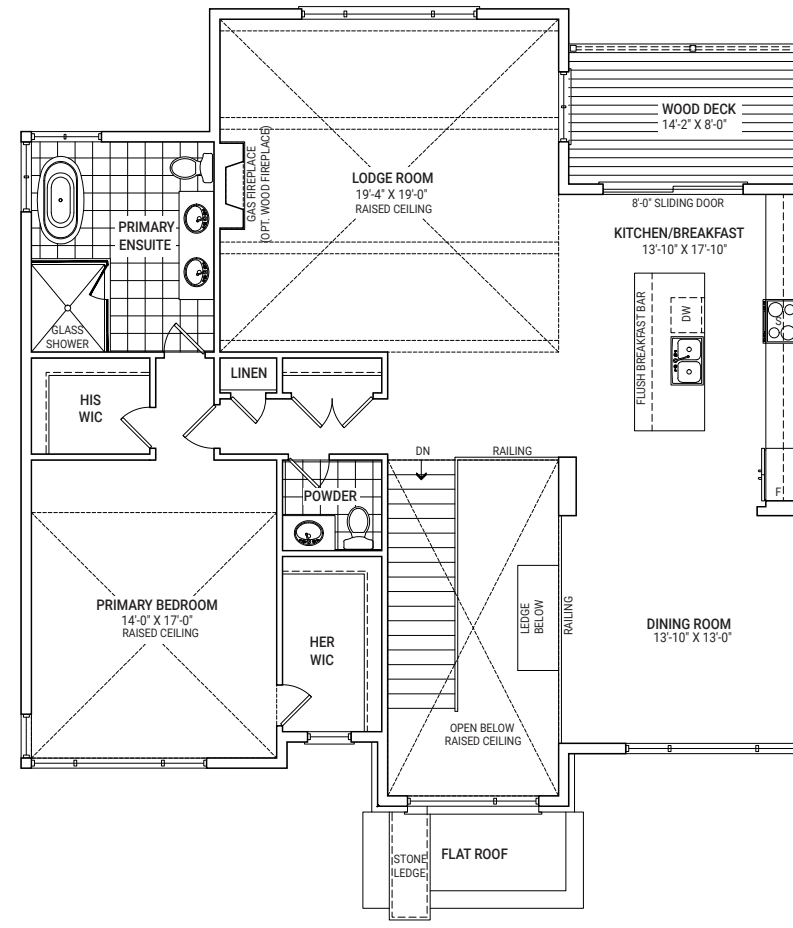 WOOD DECK
14'-2" X 8'-0"
GAS FIREPLACE
(OPT. WOOD FIREPLACE)
LODGE ROOM
19'-4" X 19'-0"
RAISED CEILING
8'-0" SLIDING DOOR
PRIMARY
ENSUITE
KITCHEN/BREAKFAST
13'-10" X 17'-10"
GLASS
SHOWER
FLUSH BREAKFAST BAR
DW
S
LINEN
HIS
WIC
DN
RAILING
POWDER
F
PRIMARY BEDROOM
14'-0" X 17'-0"
RAISED CEILING
HER
WIC
LEDGE
BELOW
RAILING
DINING ROOM
13'-10" X 13'-0"
OPEN BELOW
RAISED CEILING
STONE
LEDGE
FLAT ROOF